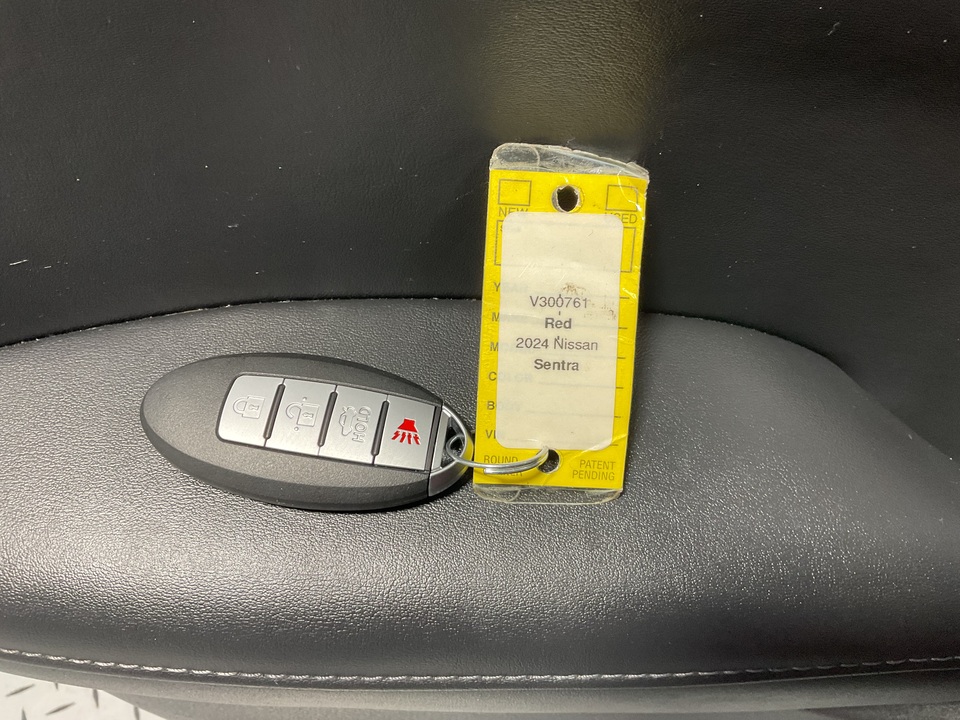 NEW
USED
V300761
Red
2024 Nissan
Sentra
ROUND
PATENT
PENDING
HOLD